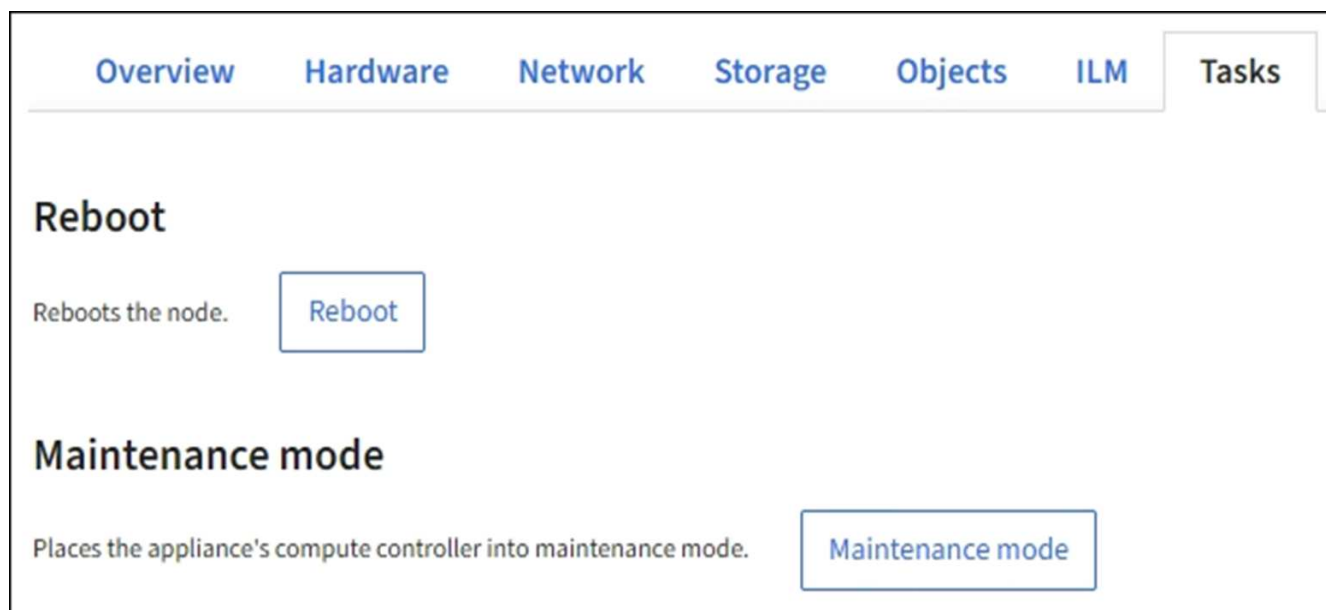 Overview Hardware Network Storage Objects ILM Tasks
Reboot
Reboots the node. Reboot
Maintenance mode
Places the appliance's compute controller into maintenance mode. Maintenance mode